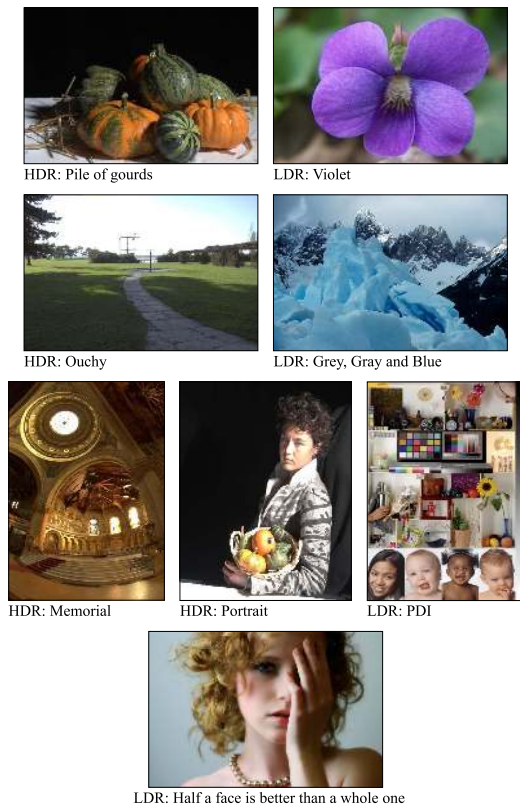 HDR: Pile of gourds
LDR: Violet
HDR: Ouchy
LDR: Grey, Gray and Blue
HDR: Memorial
HDR: Portrait
LDR: PDI
LDR: Half a face is better than a whole one